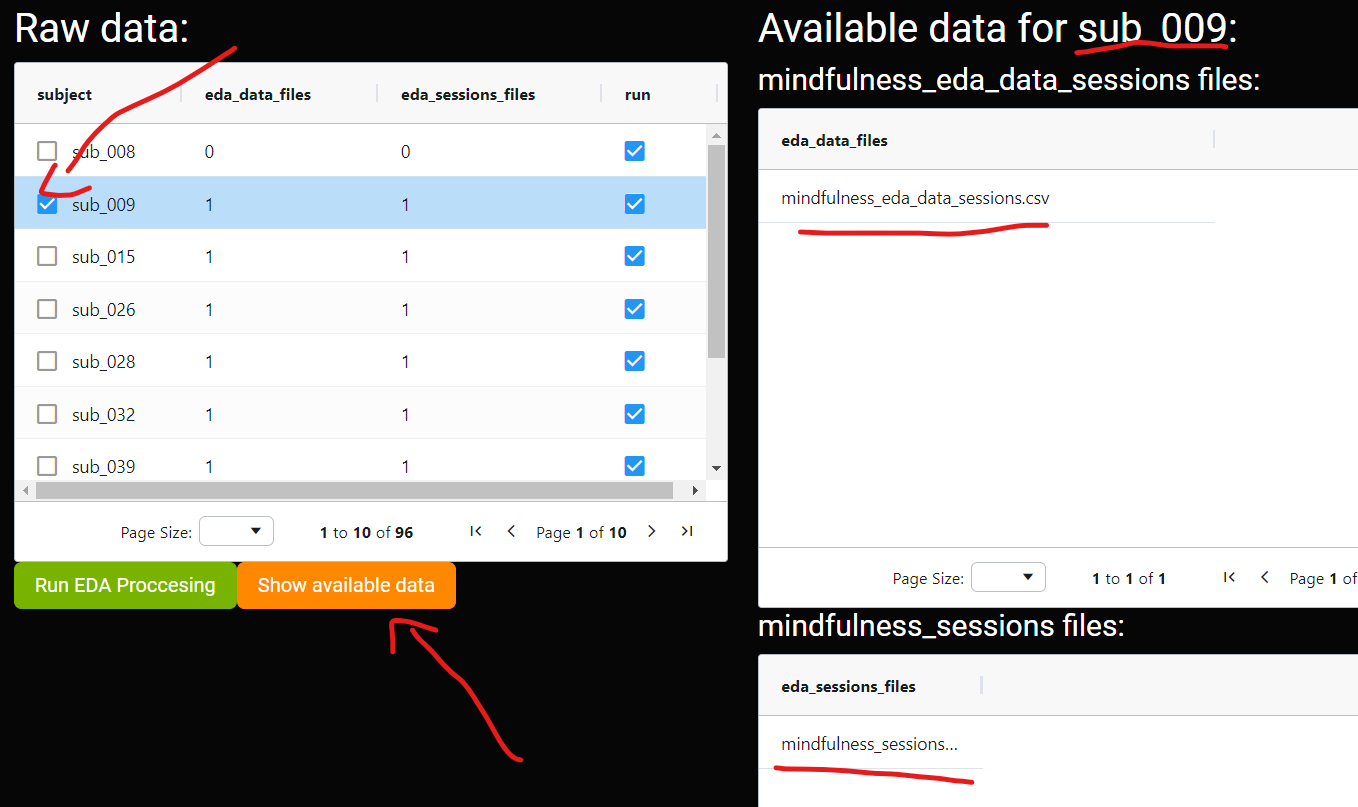 Raw data:
subject eda_data_files eda_sessions_files run
sub_008 0 0
sub_009 1 1
sub_015 1 1
sub_026 1 1
sub_028 1 1
sub_032 1 1
sub_039 1 1
Page Size: 1 to 10 of 96 Page 1 of 10
Run EDA Proccesing Show available data
Available data for sub_009:
mindfulness_eda_data_sessions files:
eda_data_files
mindfulness_eda_data_sessions.csv
Page Size: 1 to 1 of 1 Page 1 of
mindfulness_sessions files:
eda_sessions_files
mindfulness_sessions...